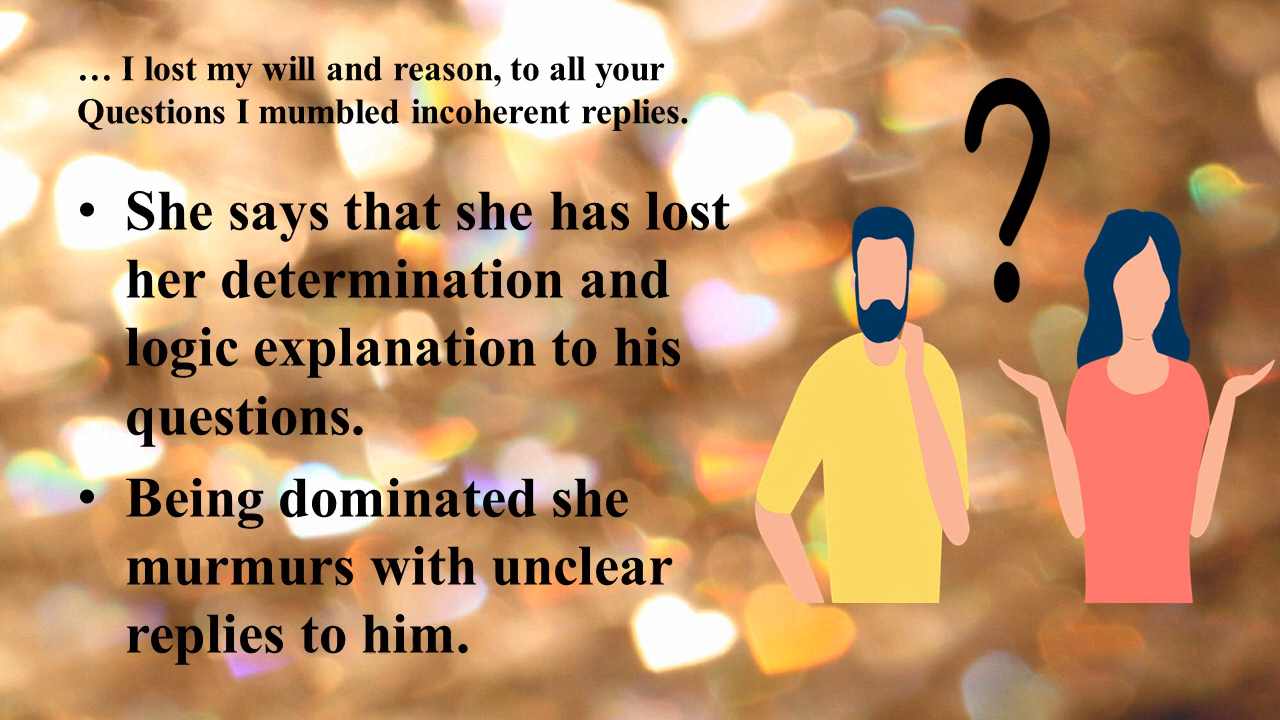 … I lost my will and reason, to all your
Questions I mumbled incoherent replies.
• She says that she has lost
her determination and
logic explanation to his
questions.
• Being dominated she
murmurs with unclear
replies to him.
?